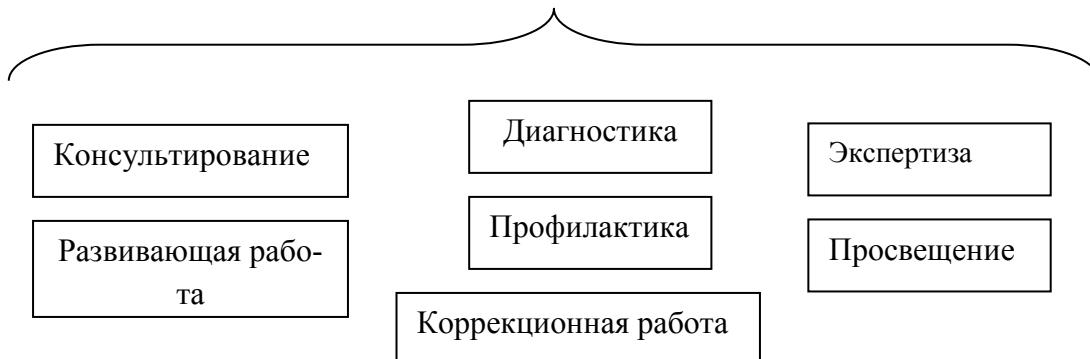 Консультирование
Развивающая рабо-
та
Диагностика
Профилактика
Коррекционная работа
Экспертиза
Просвещение